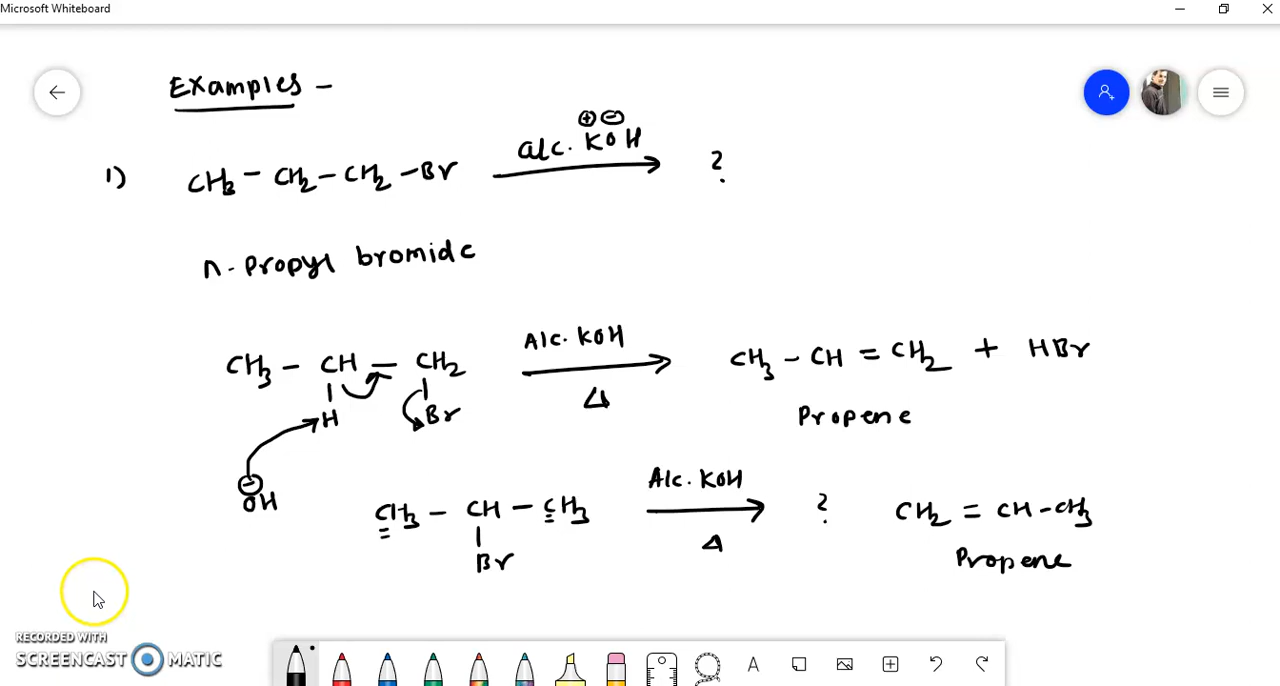 Microsoft Whiteboard
Examples -
⊕ ⊖
1) CH3 - CH2 - CH2 - Br alc. KOH ?
n-Propyl bromide
CH3 - CH = CH2 Alc. KOH CH3 - CH = CH2 + HBr
H Br Δ Propene
⊖
OH
CH3 - CH - CH3 Alc. KOH ? CH2 = CH - CH3
Br Δ Propene
RECORDED WITH
SCREENCAST MATIC
A